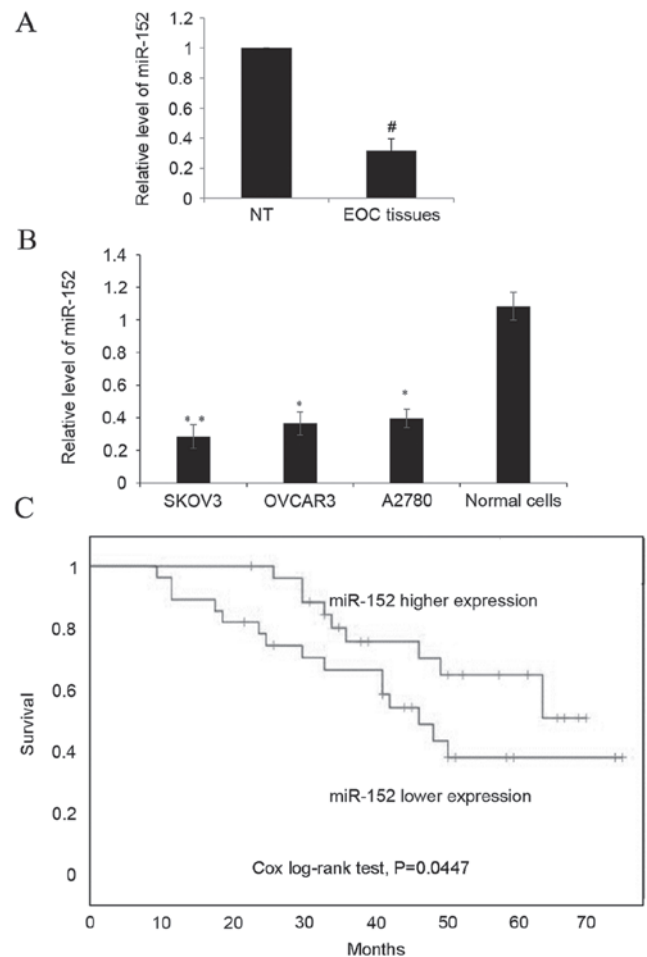 A
Relative level of miR-152
1
0.8
0.6
0.4
0.2
0
#
NT EOC tissues
B
Relative level of miR-152
1.4
1.2
1
0.8
0.6
0.4
0.2
0
* *
*
*
SKOV3 OVCAR3 A2780 Normal cells
C
Survival
1
0.8
0.6
0.4
0.2
0
miR-152 higher expression
miR-152 lower expression
Cox log-rank test, P=0.0447
0 10 20 30 40 50 60 70
Months